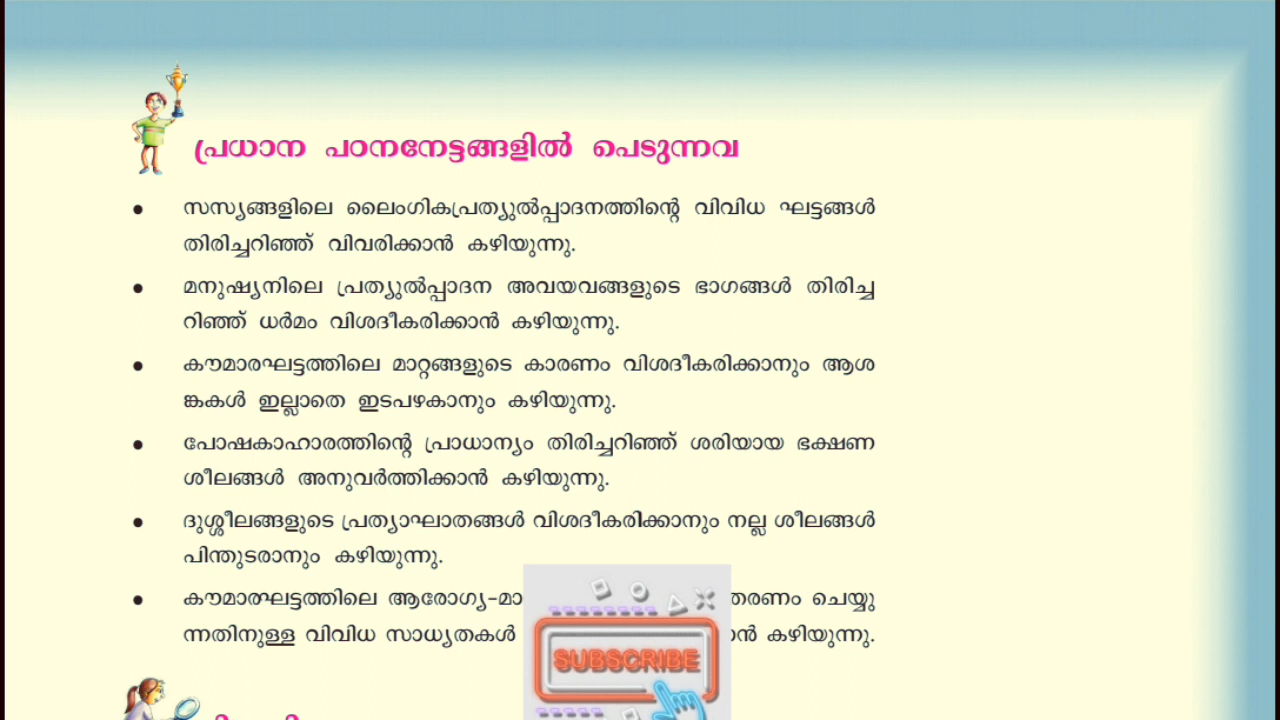 പ്രധാന പഠനനേട്ടങ്ങളിൽ പെടുന്നവ
• സസ്യങ്ങളിലെ ലൈംഗികപ്രത്യുൽപ്പാദനത്തിന്റെ വിവിധ ഘട്ടങ്ങൾ
തിരിച്ചറിഞ്ഞ് വിവരിക്കാൻ കഴിയുന്നു.
• മനുഷ്യനിലെ പ്രത്യുൽപ്പാദന അവയവങ്ങളുടെ ഭാഗങ്ങൾ തിരിച്ച
റിഞ്ഞ് ധർമം വിശദീകരിക്കാൻ കഴിയുന്നു.
• കൗമാരഘട്ടത്തിലെ മാറ്റങ്ങളുടെ കാരണം വിശദീകരിക്കാനും ആശ
ങ്കകൾ ഇല്ലാതെ ഇടപഴകാനും കഴിയുന്നു.
• പോഷകാഹാരത്തിന്റെ പ്രാധാന്യം തിരിച്ചറിഞ്ഞ് ശരിയായ ഭക്ഷണ
ശീലങ്ങൾ അനുവർത്തിക്കാൻ കഴിയുന്നു.
• ദുശ്ശീലങ്ങളുടെ പ്രത്യാഘാതങ്ങൾ വിശദീകരിക്കാനും നല്ല ശീലങ്ങൾ
പിന്തുടരാനും കഴിയുന്നു.
• കൗമാരഘട്ടത്തിലെ ആരോഗ്യ-മാ തരണം ചെയ്യു
ന്നതിനുള്ള വിവിധ സാധ്യതകൾ കഴിയുന്നു.
SUBSCRIBE